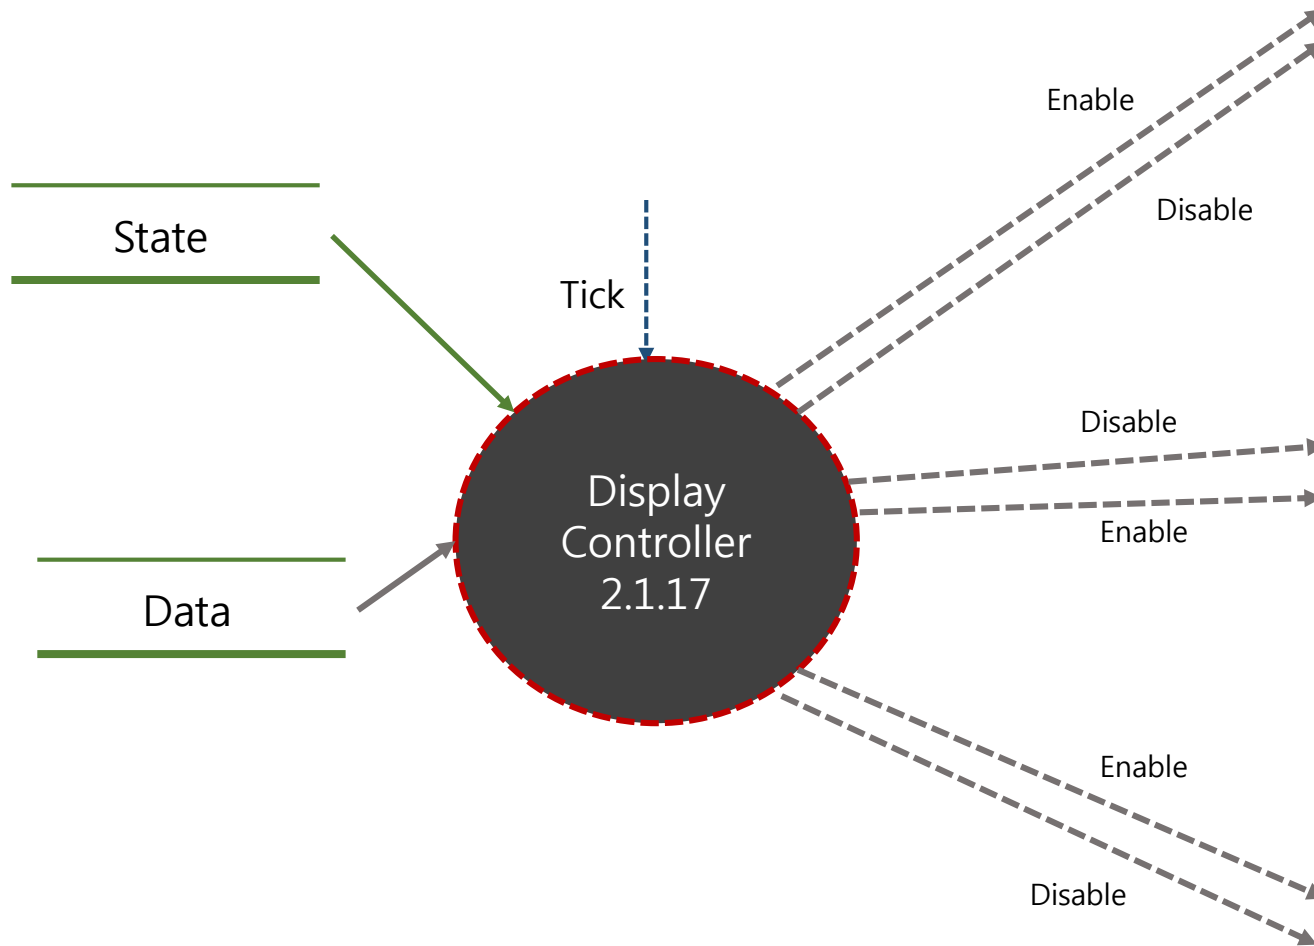 Enable
Disable
State
Tick
Disable
Display
Controller
2.1.17
Enable
Data
Enable
Disable